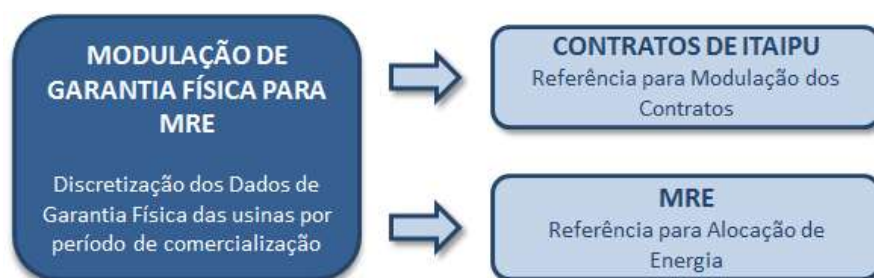 MODULAÇÃO DE
GARANTIA FÍSICA PARA
MRE
Discretização dos Dados de
Garantia Física das usinas por
período de comercialização
CONTRATOS DE ITAIPU
Referência para Modulação dos
Contratos
MRE
Referência para Alocação de
Energia